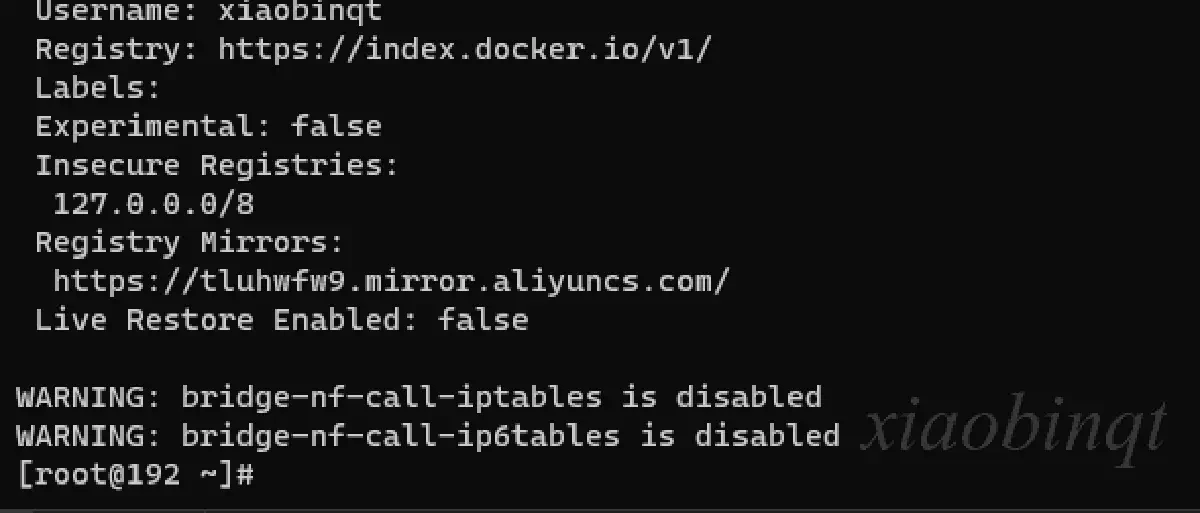 Username: xiaobinqt
Registry: https://index.docker.io/v1/
Labels:
Experimental: false
Insecure Registries:
127.0.0.0/8
Registry Mirrors:
https://tluhwfw9.mirror.aliyuncs.com/
Live Restore Enabled: false
WARNING: bridge-nf-call-iptables is disabled
WARNING: bridge-nf-call-ip6tables is disabled
xiaobinqt
[root@192 ~]#